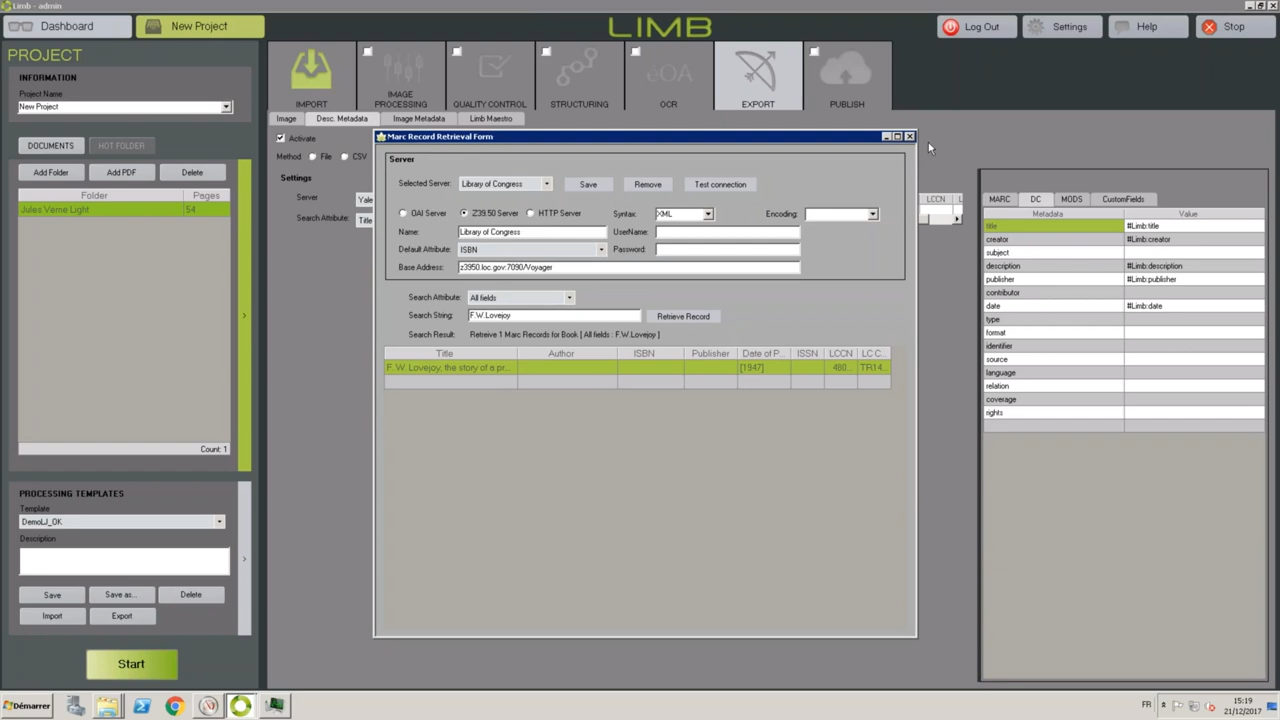 Limb - admin
Dashboard
New Project
LIMB
Log Out
Settings
Help
Stop
PROJECT
INFORMATION
Project Name
New Project
DOCUMENTS
HOT FOLDER
Add Folder
Add PDF
Delete
Folder
Pages
Jules Verne Light
54
Count: 1
PROCESSING TEMPLATES
Template
DemoLJ_OK
Description
Save
Save as...
Delete
Import
Export
Start
IMPORT
IMAGE
PROCESSING
QUALITY CONTROL
STRUCTURING
OCR
EXPORT
PUBLISH
Image
Desc. Metadata
Image Metadata
Limb Maestro
Activate
Method
File
CSV
Settings
Server
Yale
Search Attribute:
Title
Marc Record Retrieval Form
Server
Selected Server:
Library of Congress
Save
Remove
Test connection
OAI Server
Z39.50 Server
HTTP Server
Syntax:
XML
Encoding:
Name:
Library of Congress
UserName:
Default Attribute:
ISBN
Password:
Base Address:
z3950.loc.gov:7090/Voyager
Search Attribute:
All fields
Search String:
F.W.Lovejoy
Retrieve Record
Search Result:
Retreive 1 Marc Records for Book [ All fields : F.W.Lovejoy ]
Title
Author
ISBN
Publisher
Date of P...
ISSN
LCCN
LC C...
F.W. Lovejoy, the story of a pr...
[1947]
480...
TR14...
LCCN
L
MARC
DC
MODS
CustomFields
Metadata
Value
title
#Limb:title
creator
#Limb:creator
subject
description
#Limb:description
publisher
#Limb:publisher
contributor
date
#Limb:date
type
format
identifier
source
language
relation
coverage
rights
Démarrer
FR
15:19
21/12/2017